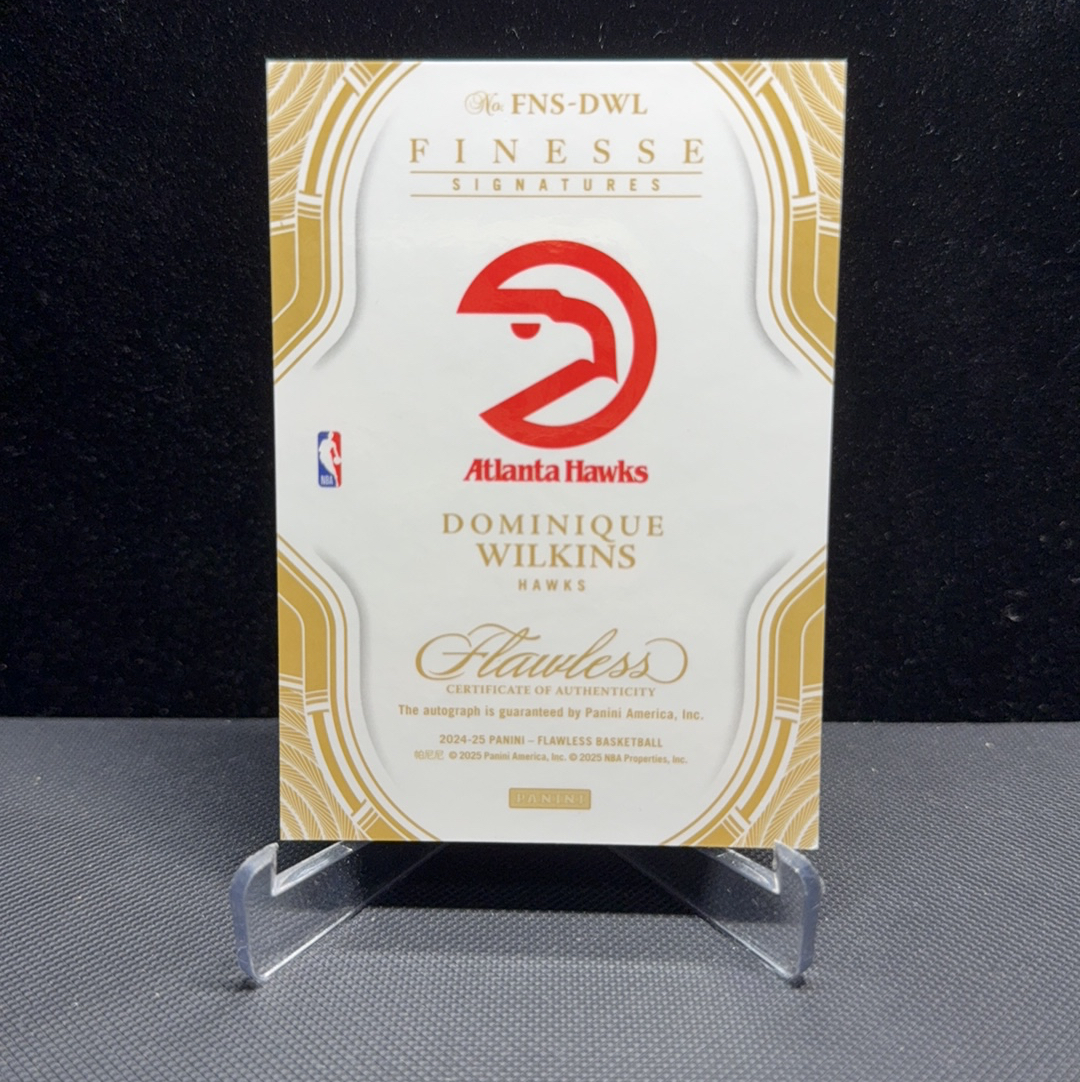 No. FNS-DWL
FINESSE
SIGNATURES
Atlanta Hawks
NBA
DOMINIQUE
WILKINS
HAWKS
Flawless
CERTIFICATE OF AUTHENTICITY
The autograph is guaranteed by Panini America, Inc.
2024-25 PANINI – FLAWLESS BASKETBALL
帕尼尼 © 2025 Panini America, Inc. © 2025 NBA Properties, Inc.
PANINI